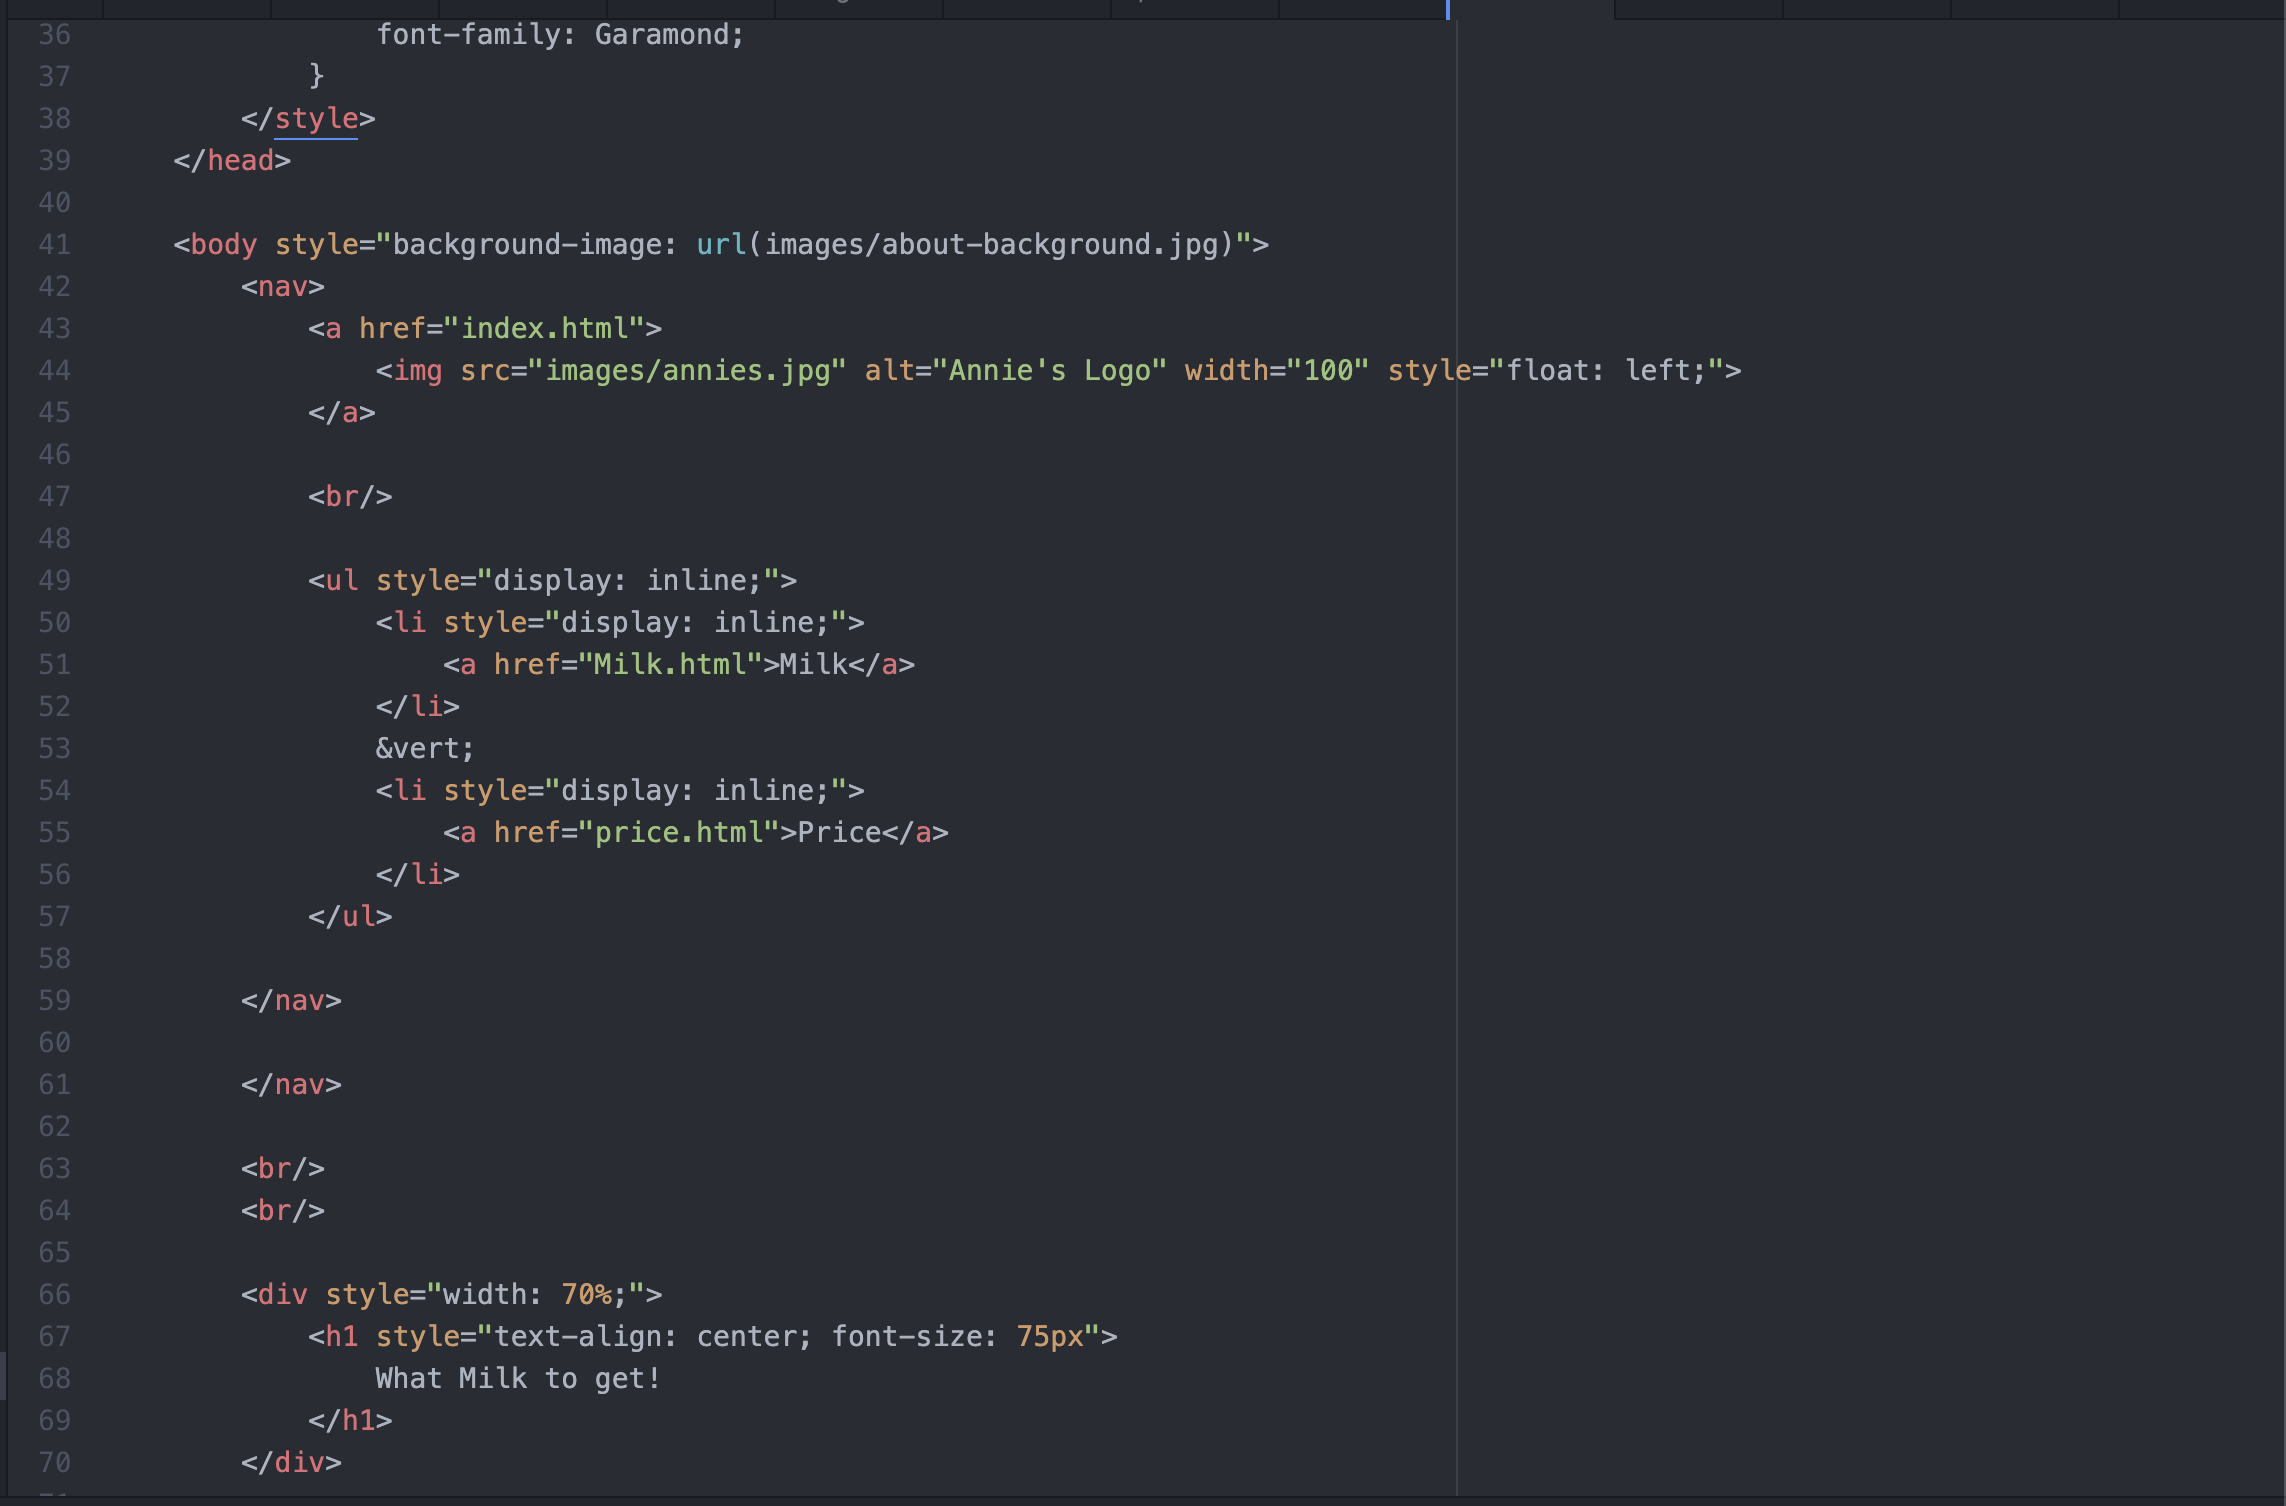 36 font-family: Garamond;
37 }
38 </style>
39 </head>
40
41 <body style="background-image: url(images/about-background.jpg)">
42 <nav>
43 <a href="index.html">
44 <img src="images/annies.jpg" alt="Annie's Logo" width="100" style="float: left;">
45 </a>
46
47 <br/>
48
49 <ul style="display: inline;">
50 <li style="display: inline;">
51 <a href="Milk.html">Milk</a>
52 </li>
53 &vert;
54 <li style="display: inline;">
55 <a href="price.html">Price</a>
56 </li>
57 </ul>
58
59 </nav>
60
61 </nav>
62
63 <br/>
64 <br/>
65
66 <div style="width: 70%;">
67 <h1 style="text-align: center; font-size: 75px">
68 What Milk to get!
69 </h1>
70 </div>